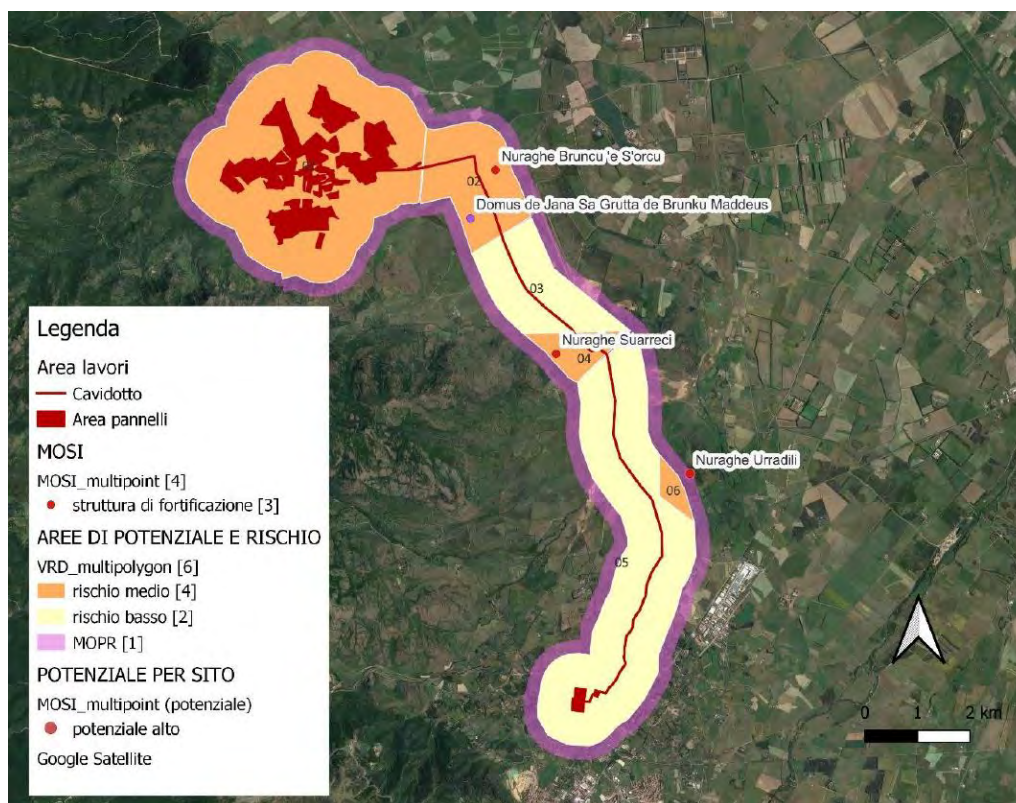 Nuraghe Bruncu 'e S'orcu
02
Domus de Jana Sa Grutta de Brunku Maddeus
03
Nuraghe Suarreci
04
Nuraghe Urradili
06
05
Legenda
Area lavori
Cavidotto
Area pannelli
MOSI
MOSI_multipoint [4]
struttura di fortificazione [3]
AREE DI POTENZIALE E RISCHIO
VRD_multipolygon [6]
rischio medio [4]
rischio basso [2]
MOPR [1]
POTENZIALE PER SITO
MOSI_multipoint (potenziale)
potenziale alto
Google Satellite
0 1 2 km